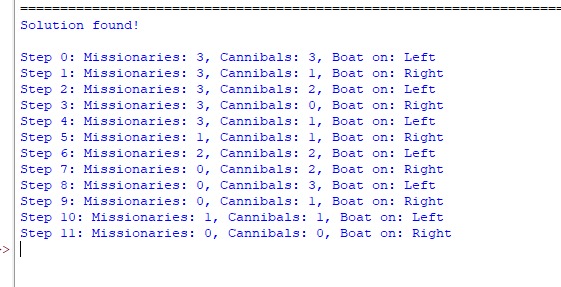 Solution found!
Step 0: Missionaries: 3, Cannibals: 3, Boat on: Left
Step 1: Missionaries: 3, Cannibals: 1, Boat on: Right
Step 2: Missionaries: 3, Cannibals: 2, Boat on: Left
Step 3: Missionaries: 3, Cannibals: 0, Boat on: Right
Step 4: Missionaries: 3, Cannibals: 1, Boat on: Left
Step 5: Missionaries: 1, Cannibals: 1, Boat on: Right
Step 6: Missionaries: 2, Cannibals: 2, Boat on: Left
Step 7: Missionaries: 0, Cannibals: 2, Boat on: Right
Step 8: Missionaries: 0, Cannibals: 3, Boat on: Left
Step 9: Missionaries: 0, Cannibals: 1, Boat on: Right
Step 10: Missionaries: 1, Cannibals: 1, Boat on: Left
Step 11: Missionaries: 0, Cannibals: 0, Boat on: Right
>